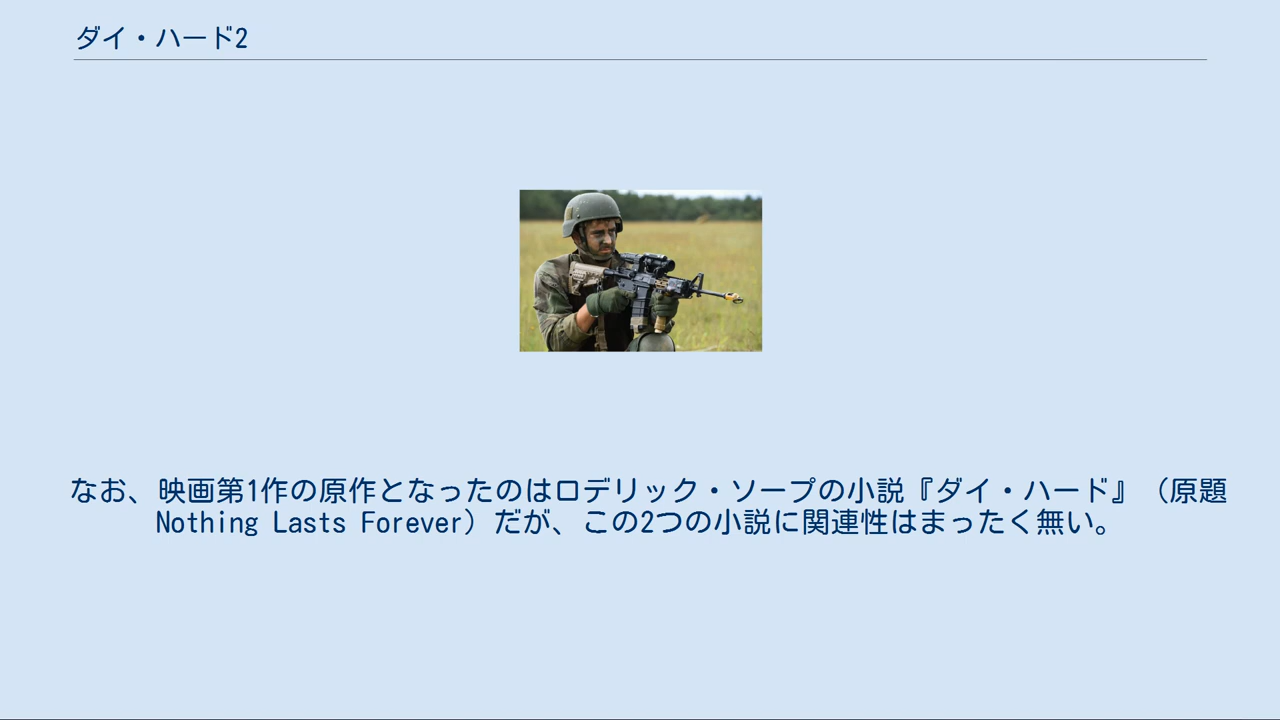 ダイ・ハード2
なお、映画第1作の原作となったのはロデリック・ソープの小説『ダイ・ハード』（原題
Nothing Lasts Forever）だが、この2つの小説に関連性はまったく無い。